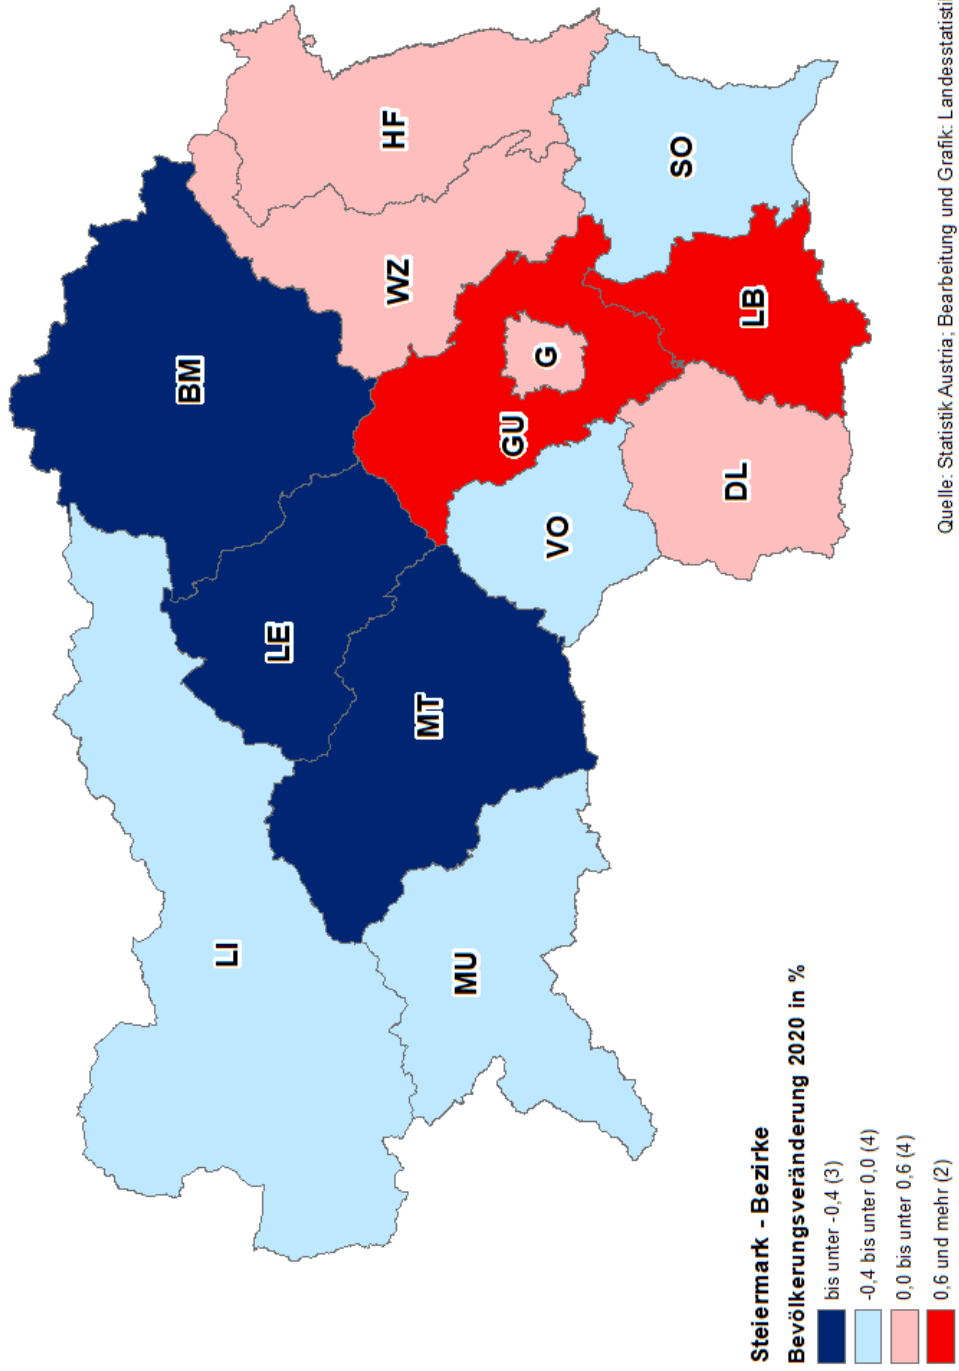 LI
BM
LE
MT
MU
HF
WZ
GU
G
VO
SO
LB
DL
Steiermark - Bezirke
Bevölkerungsveränderung 2020 in %
bis unter -0,4 (3)
-0,4 bis unter 0,0 (4)
0,0 bis unter 0,6 (4)
0,6 und mehr (2)
Quelle: Statistik Austria; Bearbeitung und Grafik: Landesstatisti